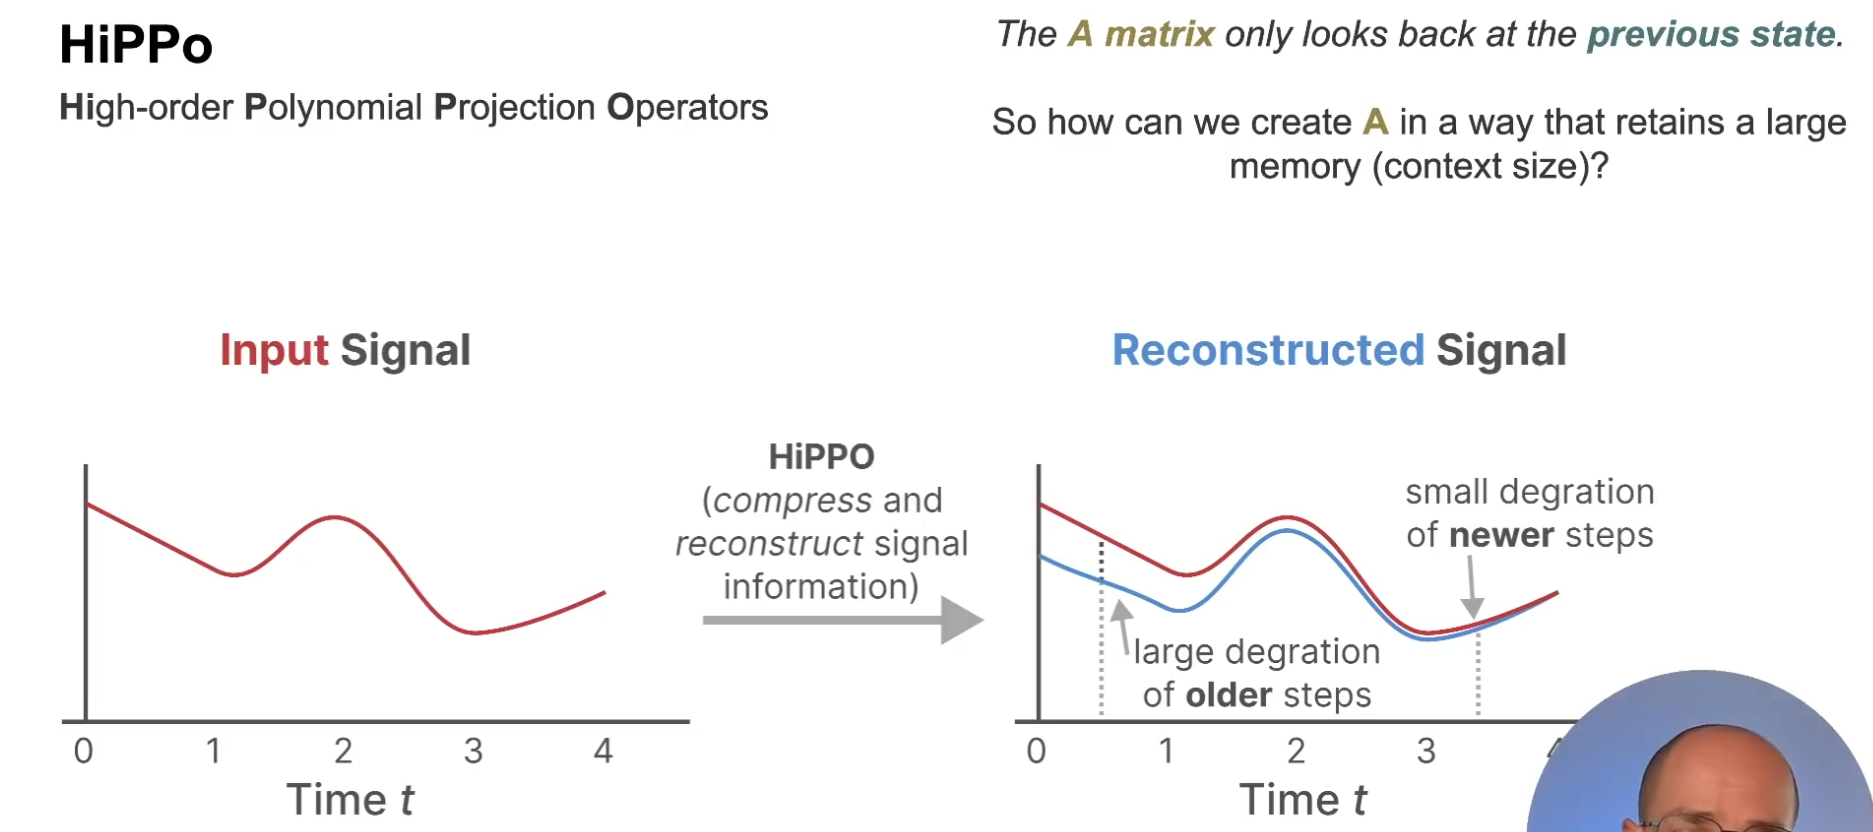 HiPPo
High-order Polynomial Projection Operators
The A matrix only looks back at the previous state.
So how can we create A in a way that retains a large
memory (context size)?
Input Signal
0 1 2 3 4
Time t
HiPPO
(compress and
reconstruct signal
information)
Reconstructed Signal
small degration
of newer steps
large degration
of older steps
0 1 2 3
Time t